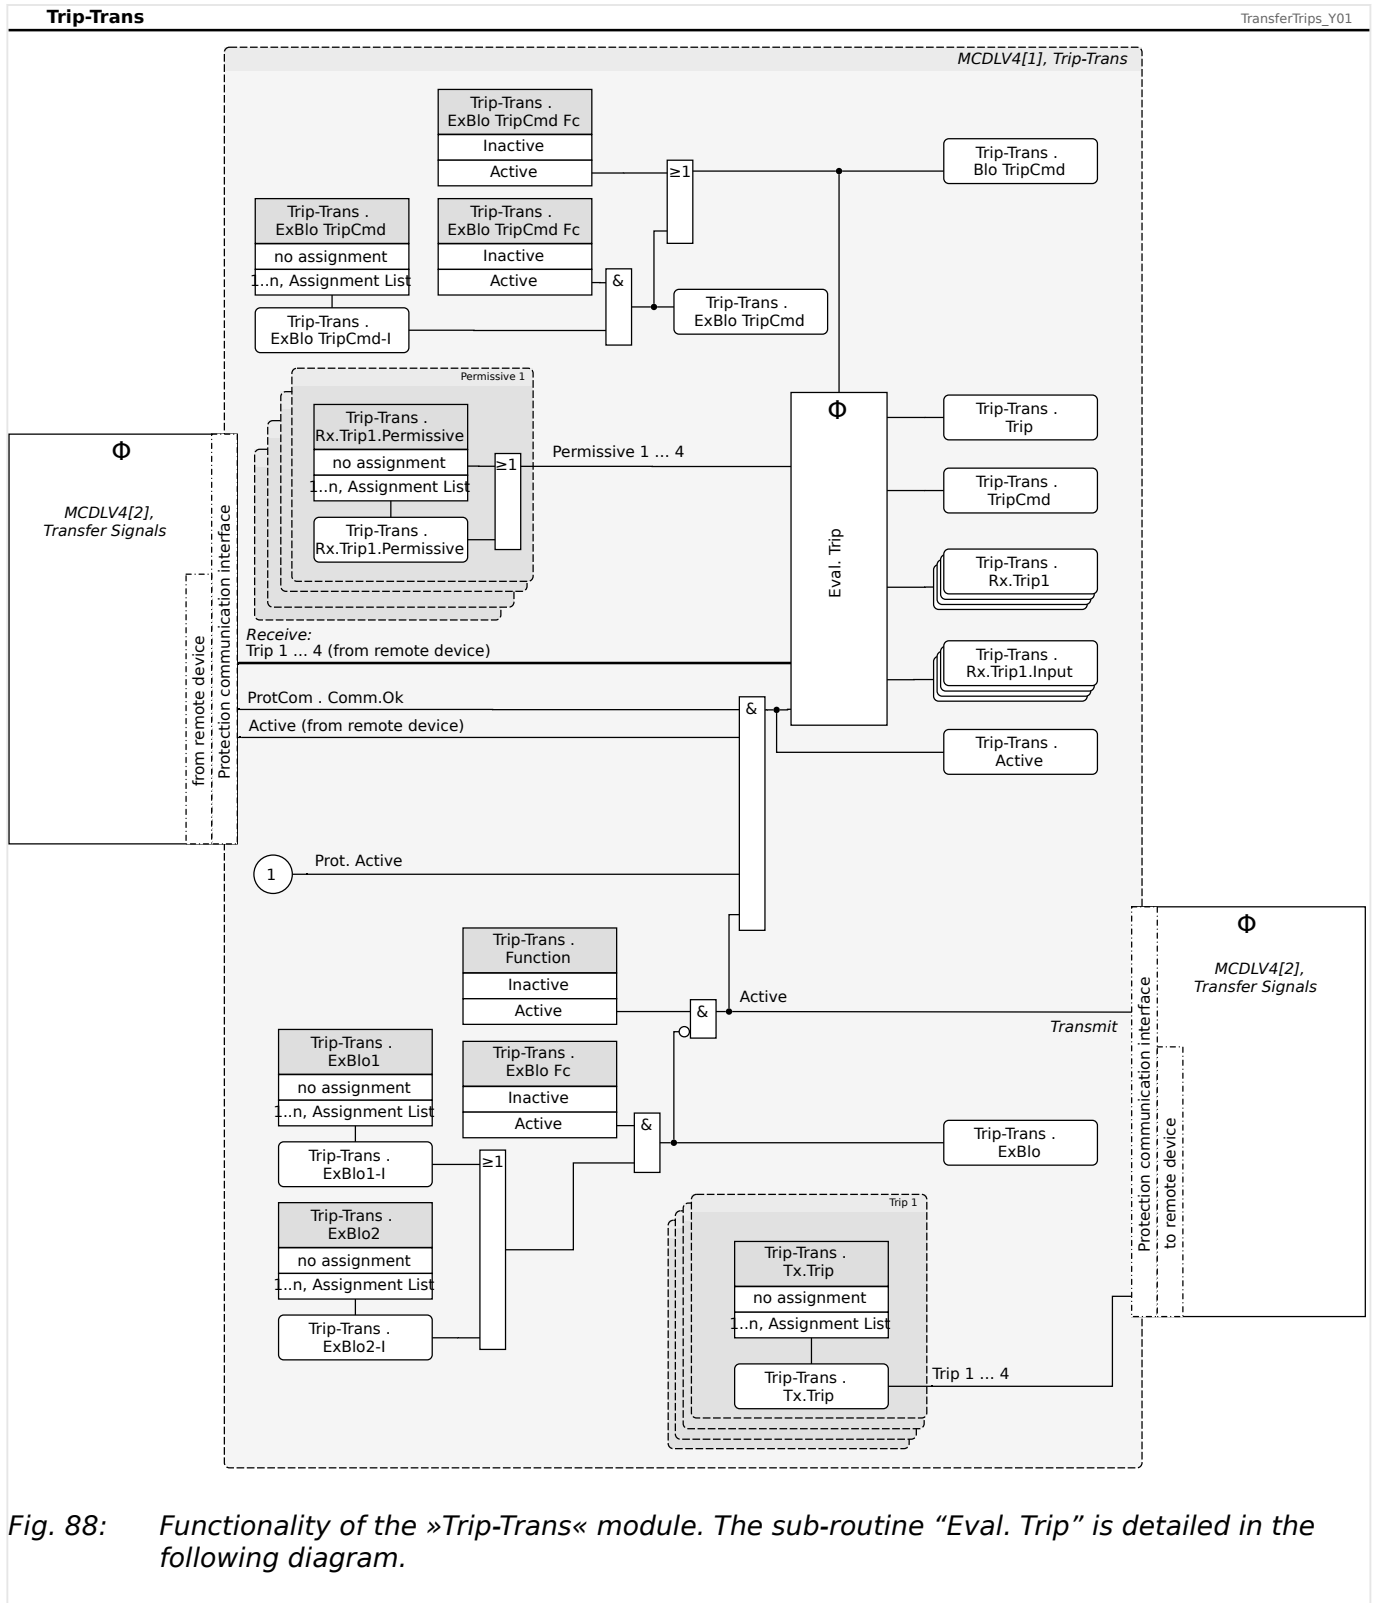 Trip-Trans
TransferTrips_Y01
MCDLV4[1], Trip-Trans
Trip-Trans .
ExBlo TripCmd Fc
Inactive
Active
≥1
Trip-Trans .
Blo TripCmd
Trip-Trans .
ExBlo TripCmd
no assignment
1..n, Assignment List
Trip-Trans .
ExBlo TripCmd-I
Trip-Trans .
ExBlo TripCmd Fc
Inactive
Active
&
Trip-Trans .
ExBlo TripCmd
Permissive 1
Trip-Trans .
Rx.Trip1.Permissive
no assignment
1..n, Assignment List
Trip-Trans .
Rx.Trip1.Permissive
≥1
Permissive 1 ... 4
Φ
Eval. Trip
Trip-Trans .
Trip
Trip-Trans .
TripCmd
Trip-Trans .
Rx.Trip1
Trip-Trans .
Rx.Trip1.Input
Trip-Trans .
Active
Φ
MCDLV4[2],
Transfer Signals
from remote device
Protection communication interface
Receive:
Trip 1 ... 4 (from remote device)
ProtCom . Comm.Ok
Active (from remote device)
&
1
Prot. Active
Trip-Trans .
Function
Inactive
Active
&
Active
Transmit
Φ
MCDLV4[2],
Transfer Signals
Protection communication interface
to remote device
Trip-Trans .
ExBlo1
no assignment
1..n, Assignment List
Trip-Trans .
ExBlo1-I
Trip-Trans .
ExBlo Fc
Inactive
Active
&
Trip-Trans .
ExBlo
≥1
Trip-Trans .
ExBlo2
no assignment
1..n, Assignment List
Trip-Trans .
ExBlo2-I
Trip 1
Trip-Trans .
Tx.Trip
no assignment
1..n, Assignment List
Trip-Trans .
Tx.Trip
Trip 1 ... 4
Fig. 88: Functionality of the »Trip-Trans« module. The sub-routine “Eval. Trip” is detailed in the
following diagram.